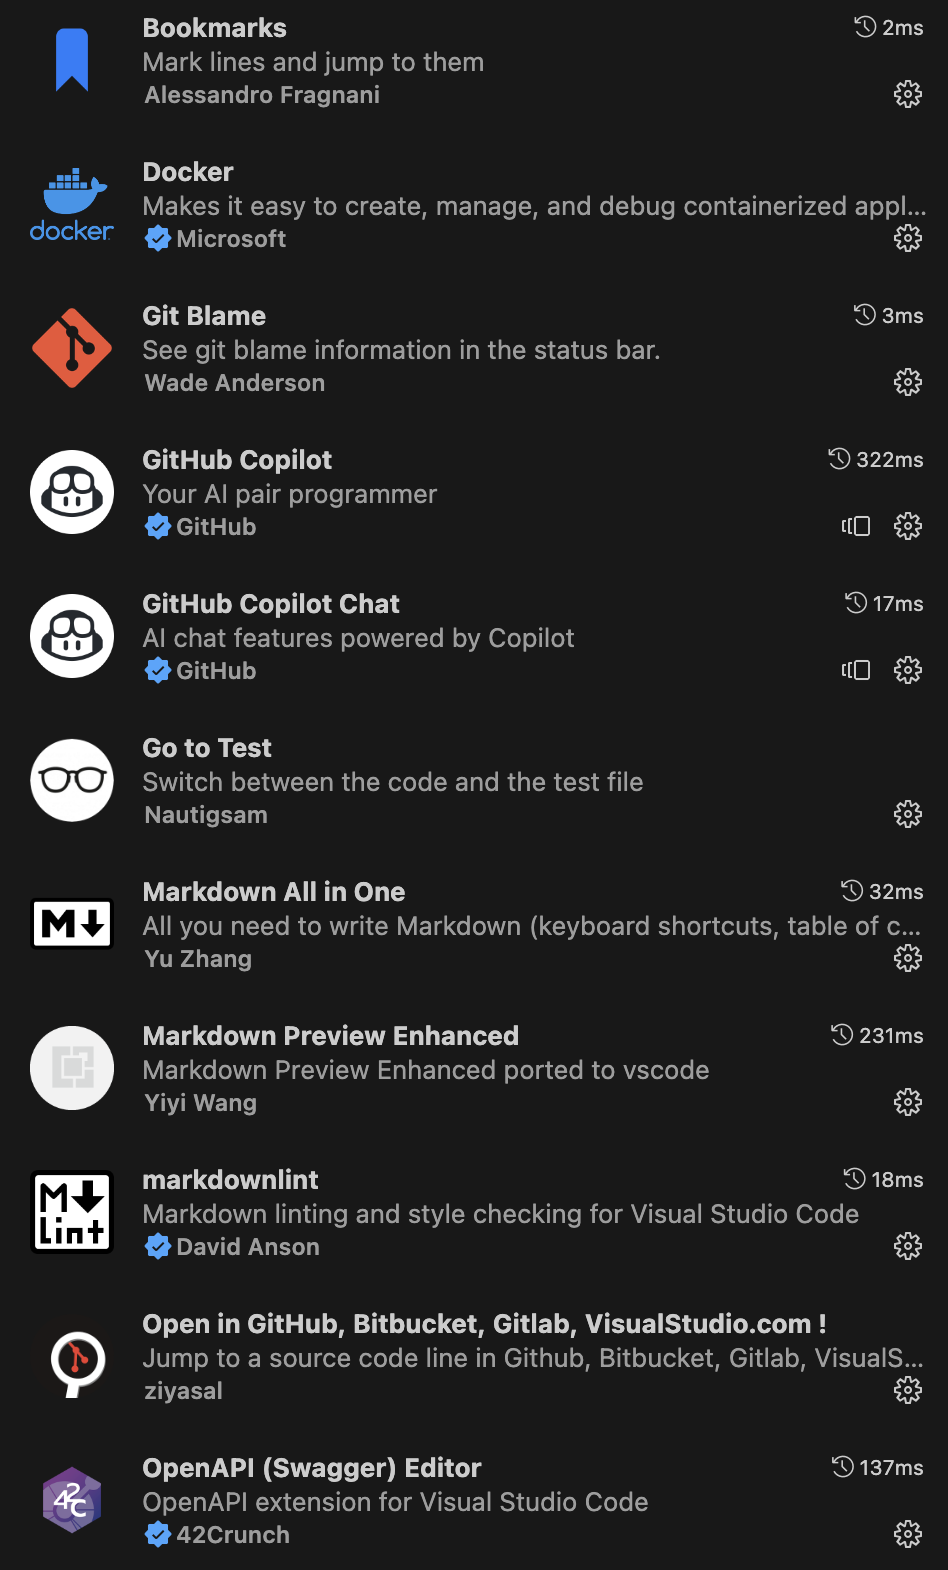 Bookmarks
2ms
Mark lines and jump to them
Alessandro Fragnani
docker
Docker
Makes it easy to create, manage, and debug containerized appl...
Microsoft
Git Blame
3ms
See git blame information in the status bar.
Wade Anderson
GitHub Copilot
322ms
Your AI pair programmer
GitHub
GitHub Copilot Chat
17ms
AI chat features powered by Copilot
GitHub
Go to Test
Switch between the code and the test file
Nautigsam
M
Markdown All in One
32ms
All you need to write Markdown (keyboard shortcuts, table of c...
Yu Zhang
Markdown Preview Enhanced
231ms
Markdown Preview Enhanced ported to vscode
Yiyi Wang
M
lint
markdownlint
18ms
Markdown linting and style checking for Visual Studio Code
David Anson
Open in GitHub, Bitbucket, Gitlab, VisualStudio.com !
Jump to a source code line in Github, Bitbucket, Gitlab, VisualS...
ziyasal
42C
OpenAPI (Swagger) Editor
137ms
OpenAPI extension for Visual Studio Code
42Crunch